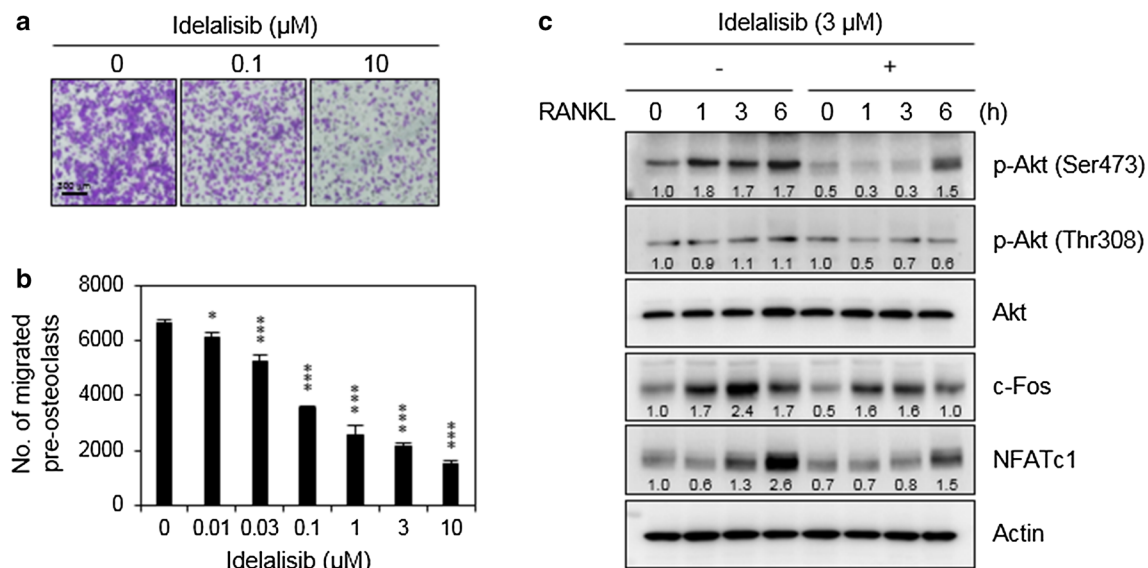 a
Idelalisib (µM)
0 0.1 10
300 µm
b
No. of migrated
pre-osteoclasts
8000
6000
4000
2000
0
*
***
***
***
***
***
0 0.01 0.03 0.1 1 3 10
Idelalisib (µM)
c
Idelalisib (3 µM)
- +
RANKL 0 1 3 6 0 1 3 6 (h)
p-Akt (Ser473)
1.0 1.8 1.7 1.7 0.5 0.3 0.3 1.5
p-Akt (Thr308)
1.0 0.9 1.1 1.1 1.0 0.5 0.7 0.6
Akt
c-Fos
1.0 1.7 2.4 1.7 0.5 1.6 1.6 1.0
NFATc1
1.0 0.6 1.3 2.6 0.7 0.7 0.8 1.5
Actin